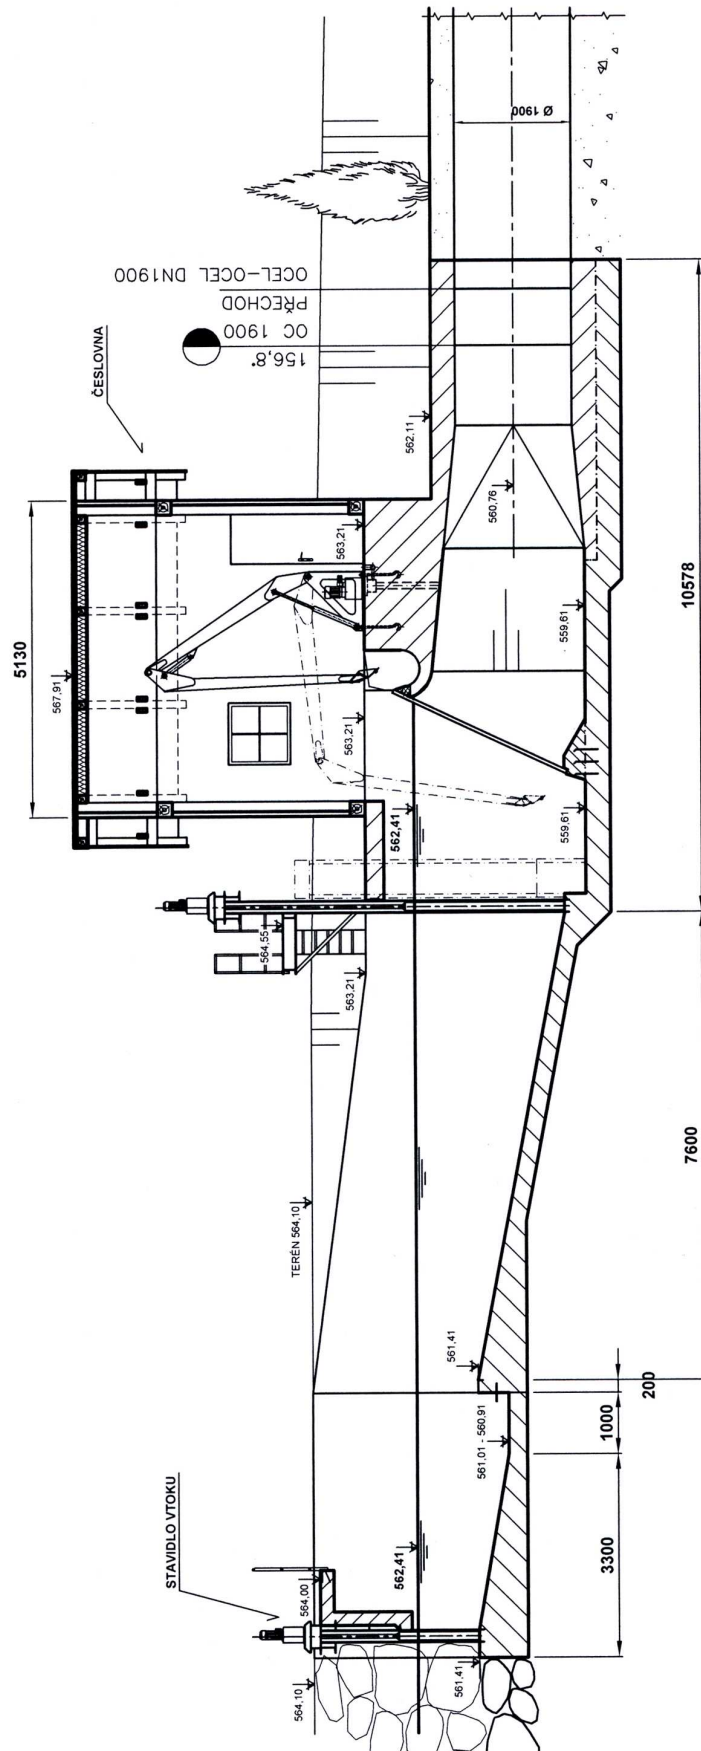 STAVIDLO VTOKU
564,10
564,00
561,41
562,41
3300
561,01 - 560,91
1000
200
561,41
TERÉN 564,10
7600
563,21
564,55
562,41
559,61
563,21
567,91
5130
ČESLOVNA
563,21
559,61
560,76
562,11
10578
156,8°
OC 1900
PŘECHOD
OCEL-OCEL DN1900
Ø 1900